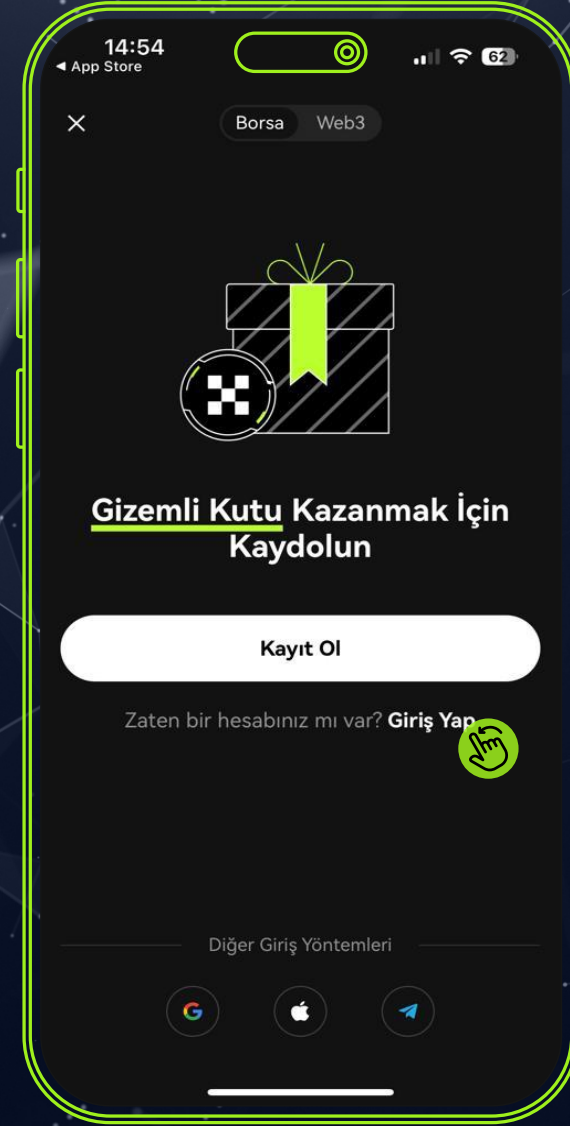 14:54
62
◀ App Store
Borsa Web3
Gizemli Kutu Kazanmak İçin
Kaydolun
Kayıt Ol
Zaten bir hesabınız mı var? Giriş Yap
Diğer Giriş Yöntemleri